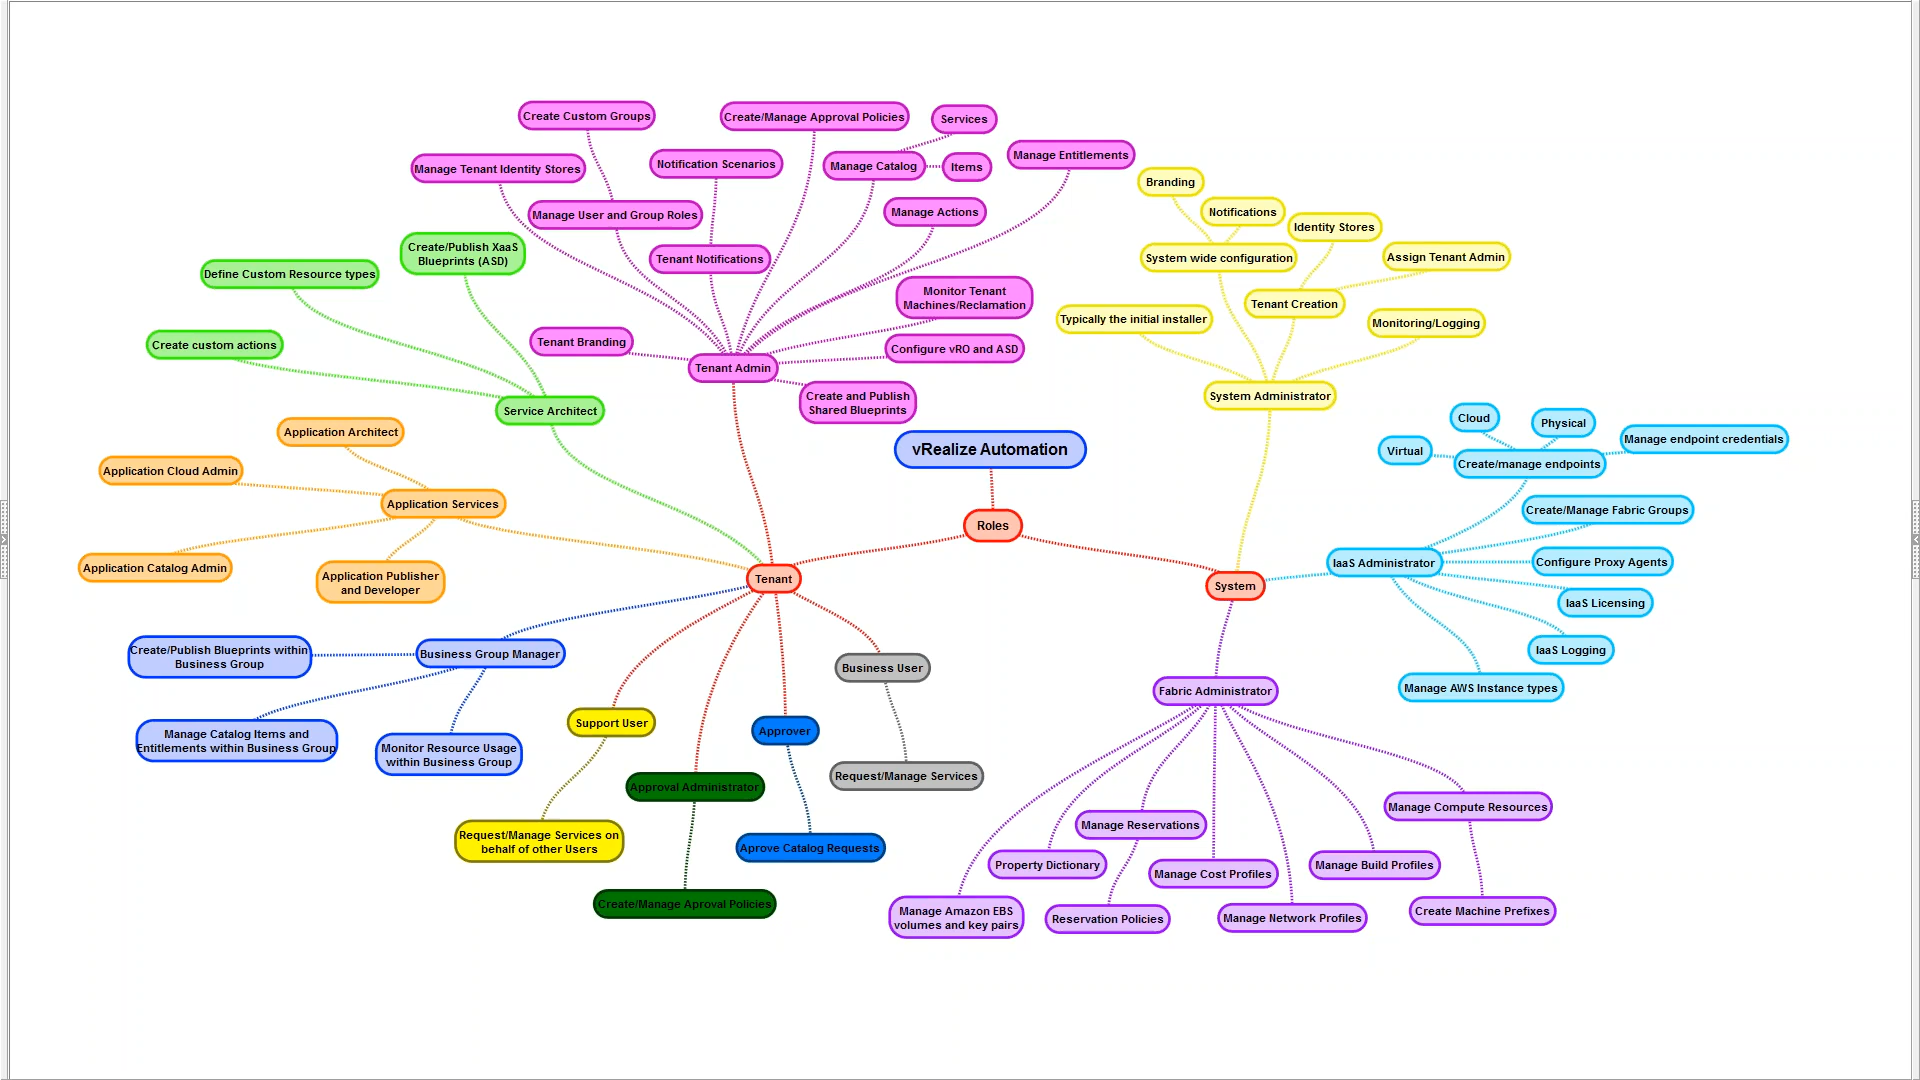 Create Custom Groups
Create/Manage Approval Policies
Services
Manage Tenant Identity Stores
Notification Scenarios
Manage Catalog
Items
Manage Entitlements
Manage User and Group Roles
Manage Actions
Tenant Notifications
Monitor Tenant
Machines/Reclamation
Tenant Branding
Configure vRO and ASD
Tenant Admin
Create and Publish
Shared Blueprints
Create/Publish XaaS
Blueprints (ASD)
Define Custom Resource types
Create custom actions
Service Architect
Application Architect
Application Cloud Admin
Application Services
Application Catalog Admin
Application Publisher
and Developer
Branding
Notifications
Identity Stores
System wide configuration
Assign Tenant Admin
Tenant Creation
Typically the initial installer
Monitoring/Logging
System Administrator
vRealize Automation
Roles
Tenant
System
Cloud
Physical
Virtual
Manage endpoint credentials
Create/manage endpoints
Create/Manage Fabric Groups
IaaS Administrator
Configure Proxy Agents
IaaS Licensing
IaaS Logging
Manage AWS Instance types
Create/Publish Blueprints within
Business Group
Business Group Manager
Manage Catalog Items and
Entitlements within Business Group
Monitor Resource Usage
within Business Group
Support User
Request/Manage Services on
behalf of other Users
Approval Administrator
Create/Manage Aproval Policies
Approver
Aprove Catalog Requests
Business User
Request/Manage Services
Fabric Administrator
Manage Compute Resources
Manage Reservations
Property Dictionary
Manage Cost Profiles
Manage Build Profiles
Manage Amazon EBS
volumes and key pairs
Reservation Policies
Manage Network Profiles
Create Machine Prefixes